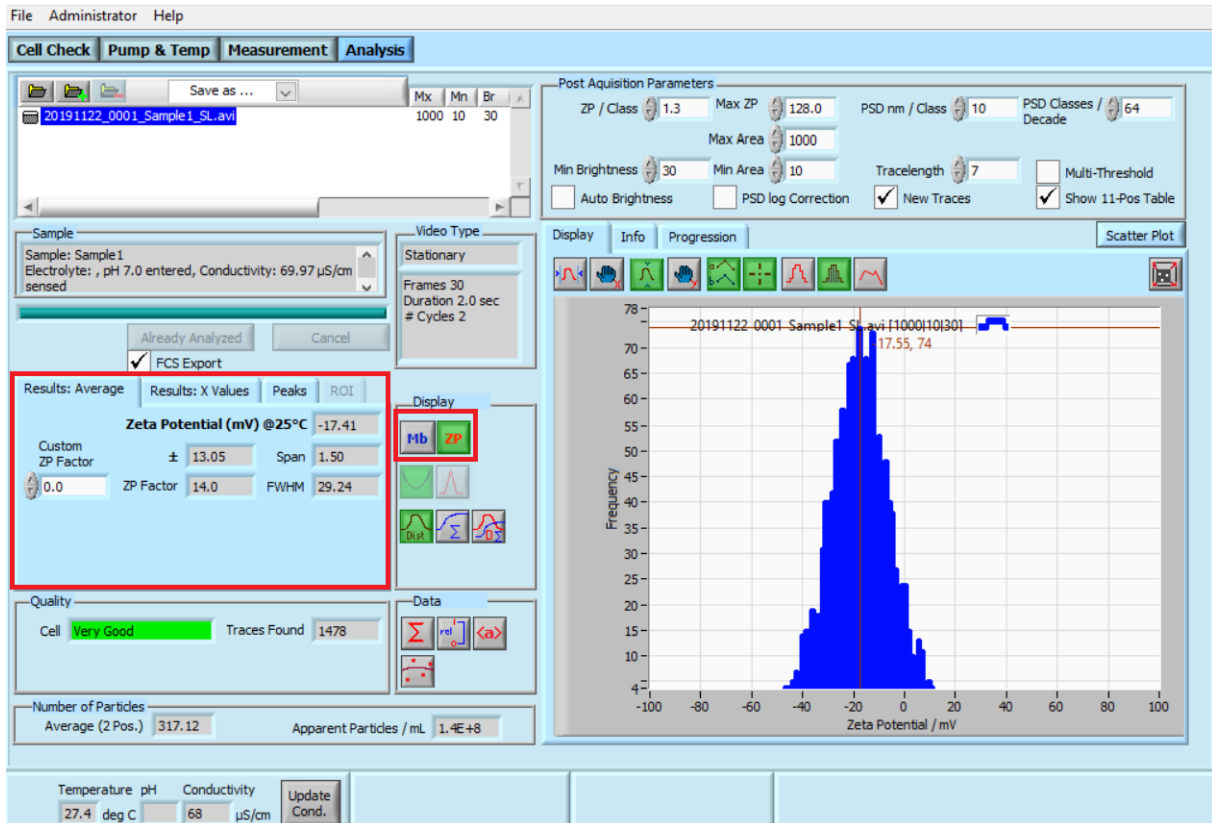 File Administrator Help
Cell Check Pump & Temp Measurement Analysis
Save as ...
Mx Mn Br
20191122_0001_Sample1_SL.avi 1000 10 30
Post Aquisition Parameters
ZP / Class 1.3 Max ZP 128.0 PSD nm / Class 10 PSD Classes / Decade 64
Max Area 1000
Min Brightness 30 Min Area 10 Tracelength 7 Multi-Threshold
Auto Brightness PSD log Correction New Traces Show 11-Pos Table
Sample
Sample: Sample1
Electrolyte: , pH 7.0 entered, Conductivity: 69.97 µS/cm
sensed
Video Type
Stationary
Frames 30
Duration 2.0 sec
# Cycles 2
Already Analyzed Cancel
FCS Export
Results: Average Results: X Values Peaks ROI
Zeta Potential (mV) @25°C -17.41
Custom
ZP Factor
± 13.05 Span 1.50
0.0 ZP Factor 14.0 FWHM 29.24
Display
Mb ZP
Dist Σ DΣ
Quality
Cell Very Good Traces Found 1478
Data
Σ rel 1 0 <a>
Number of Particles
Average (2 Pos.) 317.12 Apparent Particles / mL 1.4E+8
Display Info Progression Scatter Plot
x y
20191122_0001_Sample1_SL.avi [1000|10|30]
-17.55, 74
78
70
65
60
55
50
45
40
35
30
25
20
15
10
4
Frequency
-100 -80 -60 -40 -20 0 20 40 60 80 100
Zeta Potential / mV
Temperature pH Conductivity Update
27.4 deg C 68 µS/cm Cond.